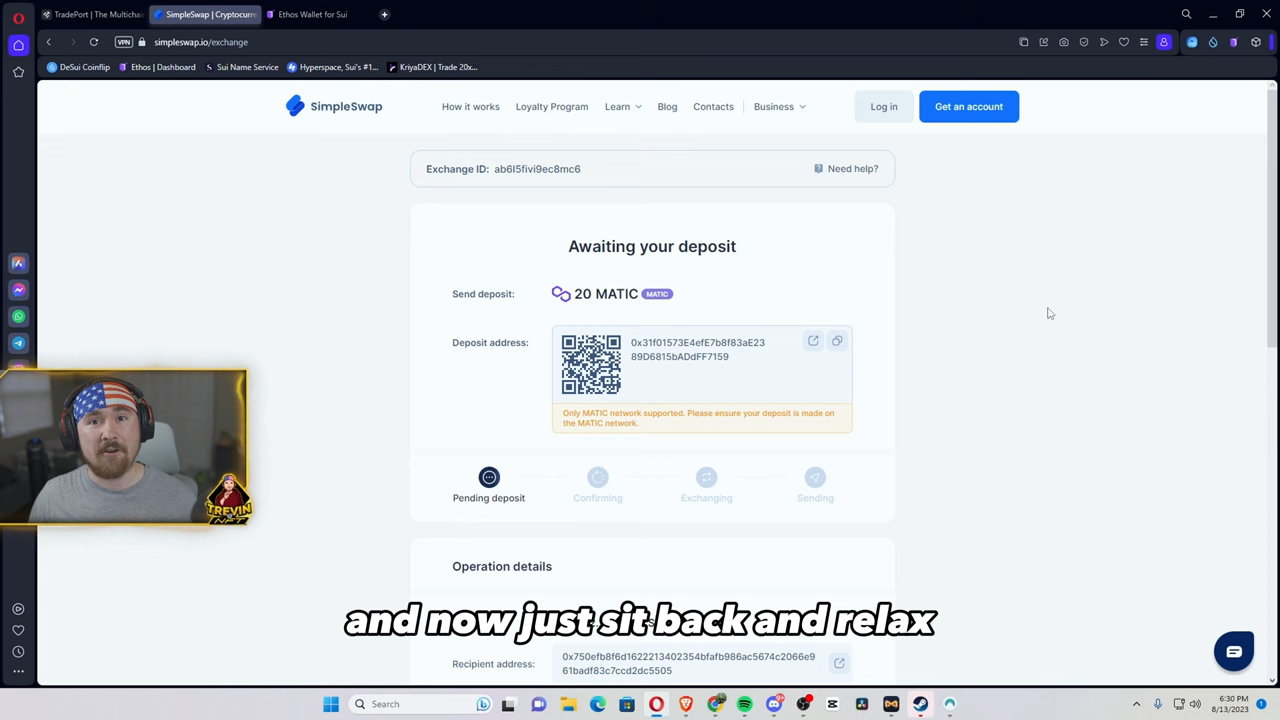 TradePort | The Multichai
SimpleSwap | Cryptocurr
Ethos Wallet for Sui
VPN
simpleswap.io/exchange
DeSui Coinflip
Ethos | Dashboard
Sui Name Service
Hyperspace, Sui's #1...
KriyaDEX | Trade 20x...
SimpleSwap
How it works
Loyalty Program
Learn
Blog
Contacts
Business
Log in
Get an account
Exchange ID: ab6l5fivi9ec8mc6
Need help?
Awaiting your deposit
Send deposit:
20 MATIC MATIC
Deposit address:
0x31f01573E4efE7b8f83aE23
89D6815bADdFF7159
Only MATIC network supported. Please ensure your deposit is made on
the MATIC network.
Pending deposit
Confirming
Exchanging
Sending
TREVIN
NFT
Operation details
and now just sit back and relax
Recipient address:
0x750efb8f6d1622213402354bfafb986ac5674c2066e9
61badf83c7ccd2dc5505
Search
6:30 PM
8/13/2023